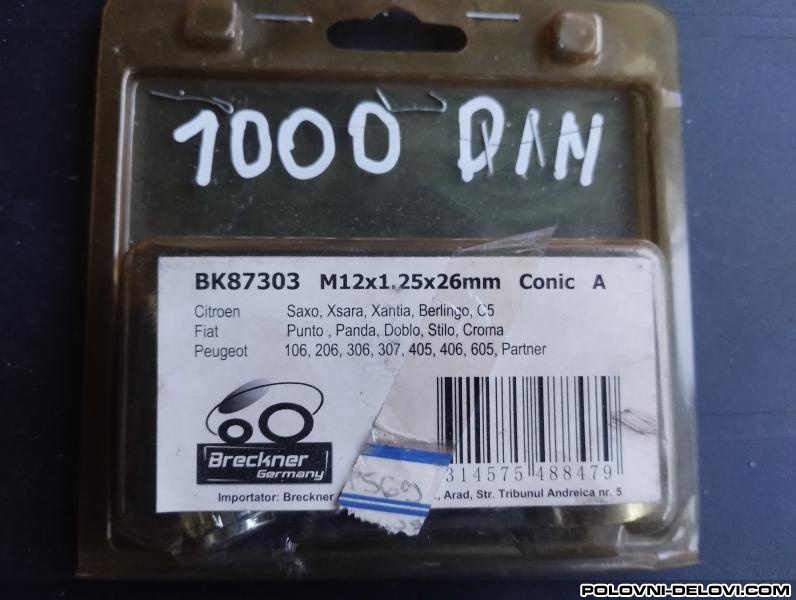 1000 DIN
BK87303 M12x1.25x26mm Conic A
Citroen Saxo, Xsara, Xantia, Berlingo, C5
Fiat Punto , Panda, Doblo, Stilo, Croma
Peugeot 106, 206, 306, 307, 405, 406, 605, Partner
Breckner
Germany
314575 488479
Importator: Breckner , Arad, Str. Tribunul Andreica nr. 5
POLOVNI-DELOVI.COM